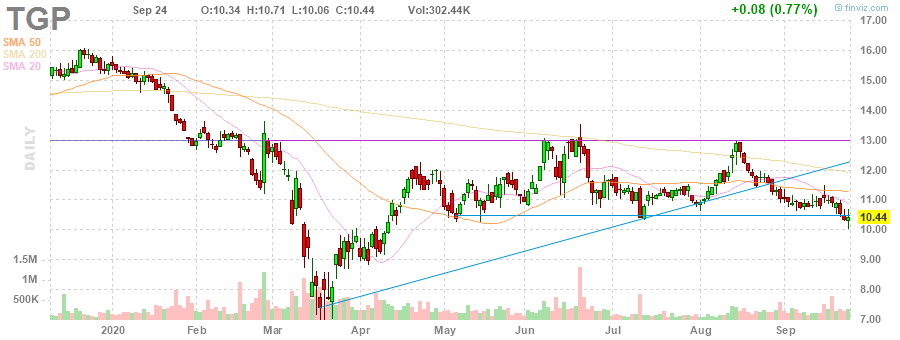 TGP Sep 24 O:10.34 H:10.71 L:10.06 C:10.44 Vol:302.44K +0.08 (0.77%) © finviz.com
SMA 50
SMA 200
SMA 20
DAILY
17.00
16.00
15.00
14.00
13.00
12.00
11.00
10.44
10.00
9.00
8.00
7.00
1.5M
1M
500K
2020 Feb Mar Apr May Jun Jul Aug Sep